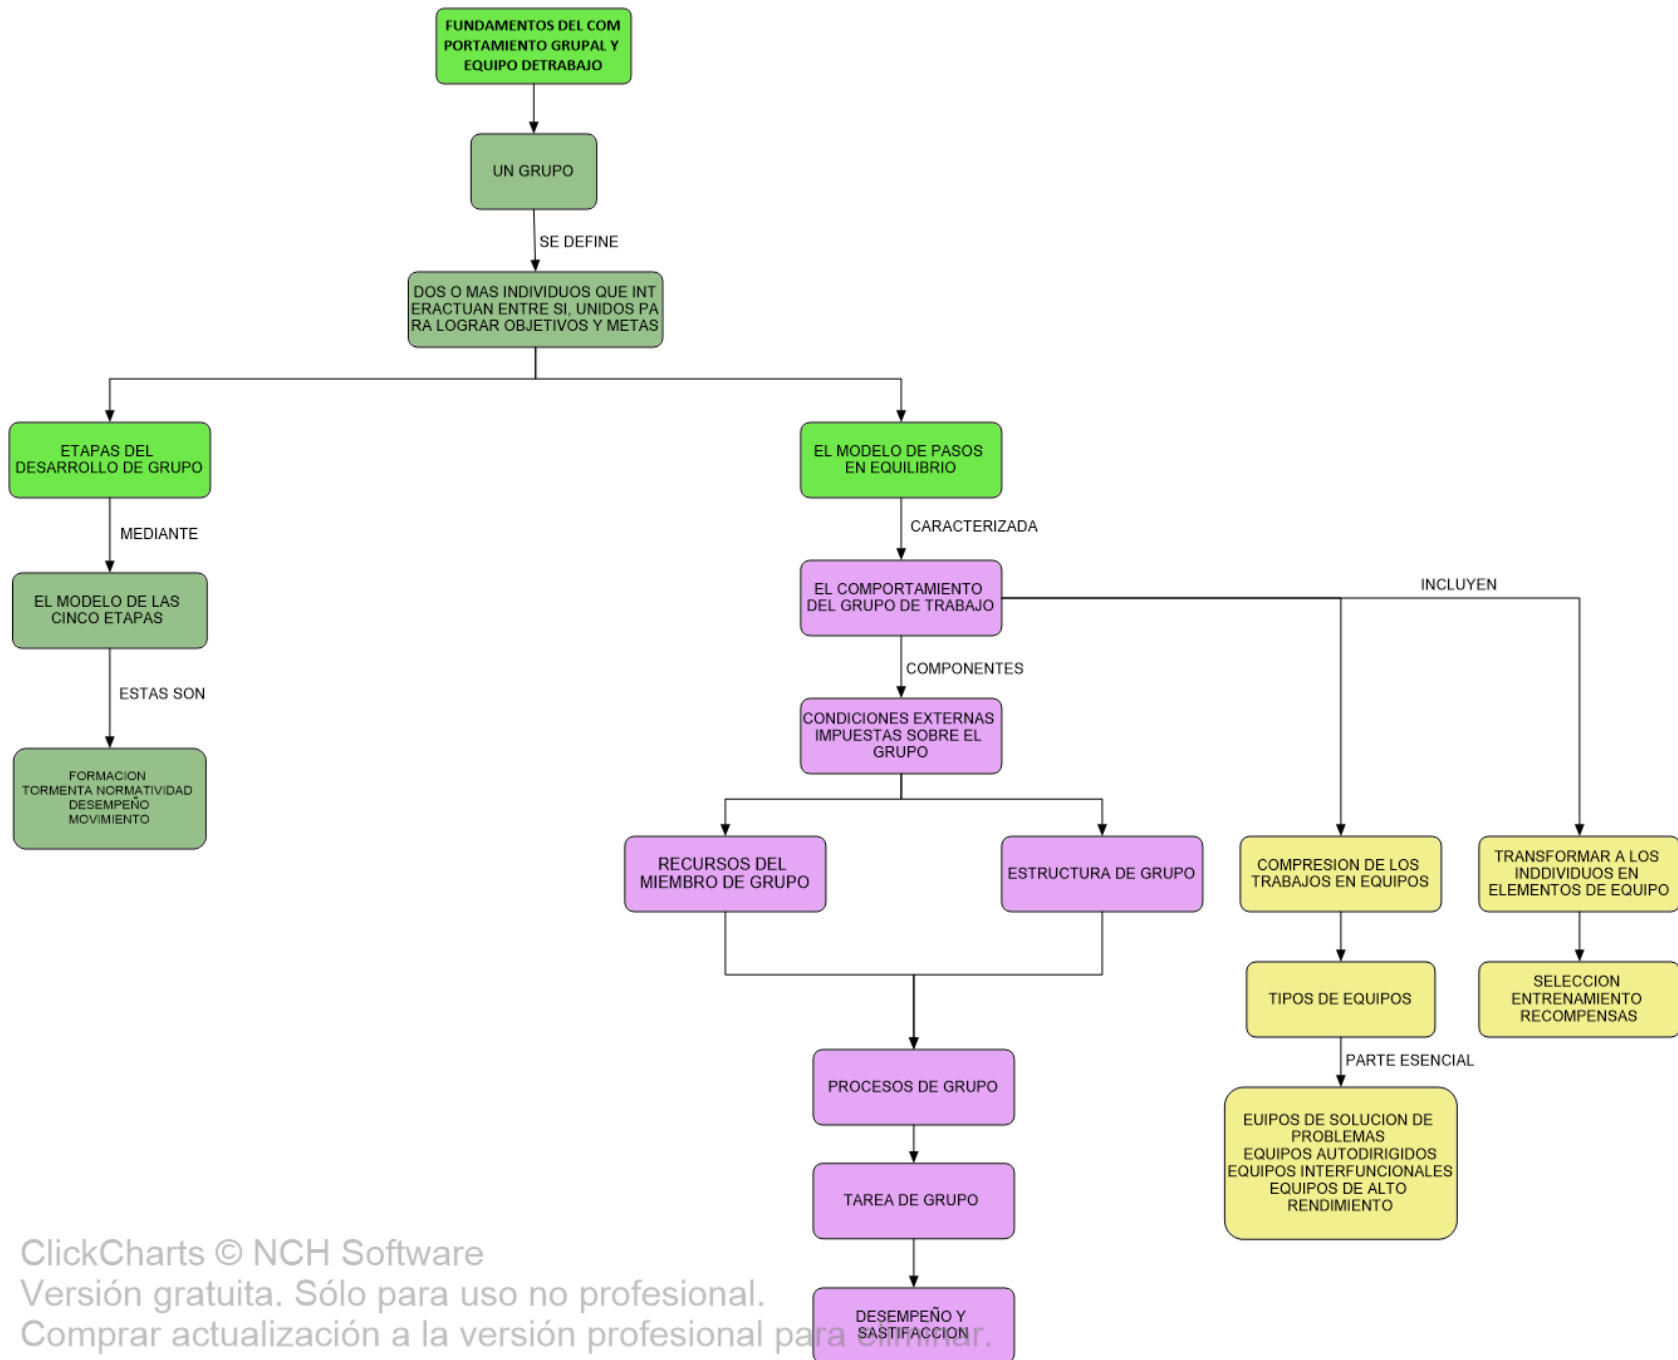 FUNDAMENTOS DEL COM
PORTAMIENTO GRUPAL Y
EQUIPO DETRABAJO
UN GRUPO
SE DEFINE
DOS O MAS INDIVIDUOS QUE INT
ERACTUAN ENTRE SI, UNIDOS PA
RA LOGRAR OBJETIVOS Y METAS
ETAPAS DEL
DESARROLLO DE GRUPO
MEDIANTE
EL MODELO DE LAS
CINCO ETAPAS
ESTAS SON
FORMACION
TORMENTA NORMATIVIDAD
DESEMPEÑO
MOVIMIENTO
EL MODELO DE PASOS
EN EQUILIBRIO
CARACTERIZADA
EL COMPORTAMIENTO
DEL GRUPO DE TRABAJO
INCLUYEN
COMPONENTES
CONDICIONES EXTERNAS
IMPUESTAS SOBRE EL
GRUPO
RECURSOS DEL
MIEMBRO DE GRUPO
ESTRUCTURA DE GRUPO
PROCESOS DE GRUPO
TAREA DE GRUPO
DESEMPEÑO Y
SASTIFACCION
COMPRESION DE LOS
TRABAJOS EN EQUIPOS
TIPOS DE EQUIPOS
PARTE ESENCIAL
EUIPOS DE SOLUCION DE
PROBLEMAS
EQUIPOS AUTODIRIGIDOS
EQUIPOS INTERFUNCIONALES
EQUIPOS DE ALTO
RENDIMIENTO
TRANSFORMAR A LOS
INDDIVIDUOS EN
ELEMENTOS DE EQUIPO
SELECCION
ENTRENAMIENTO
RECOMPENSAS
ClickCharts © NCH Software
Versión gratuita. Sólo para uso no profesional.
Comprar actualización a la versión profesional para eliminar.